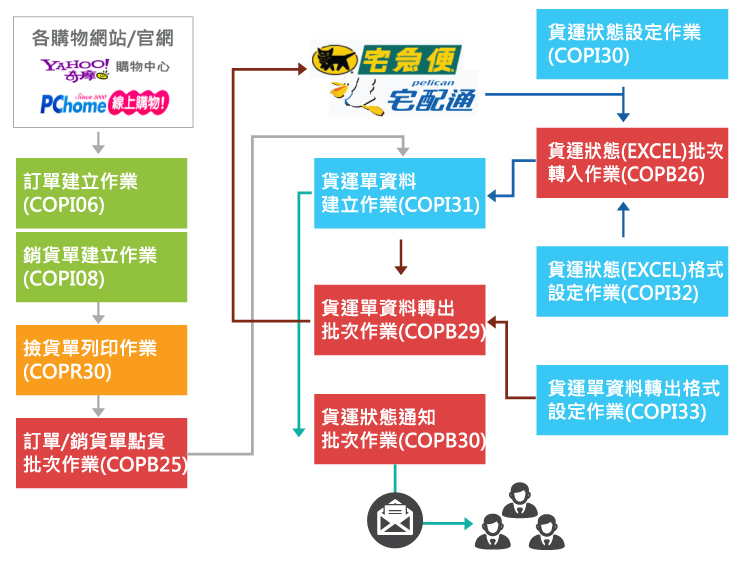 各購物網站/官網
YAHOO!
奇摩
購物中心
Since 2000
PChome
線上購物!
訂單建立作業
(COPI06)
銷貨單建立作業
(COPI08)
撿貨單列印作業
(COPR30)
訂單/銷貨單點貨
批次作業(COPB25)
宅急便
pelican
宅配通
貨運單資料
建立作業(COPI31)
貨運單資料轉出
批次作業(COPB29)
貨運狀態通知
批次作業(COPB30)
貨運狀態設定作業
(COPI30)
貨運狀態(EXCEL)批次
轉入作業(COPB26)
貨運狀態(EXCEL)格式
設定作業(COPI32)
貨運單資料轉出格式
設定作業(COPI33)